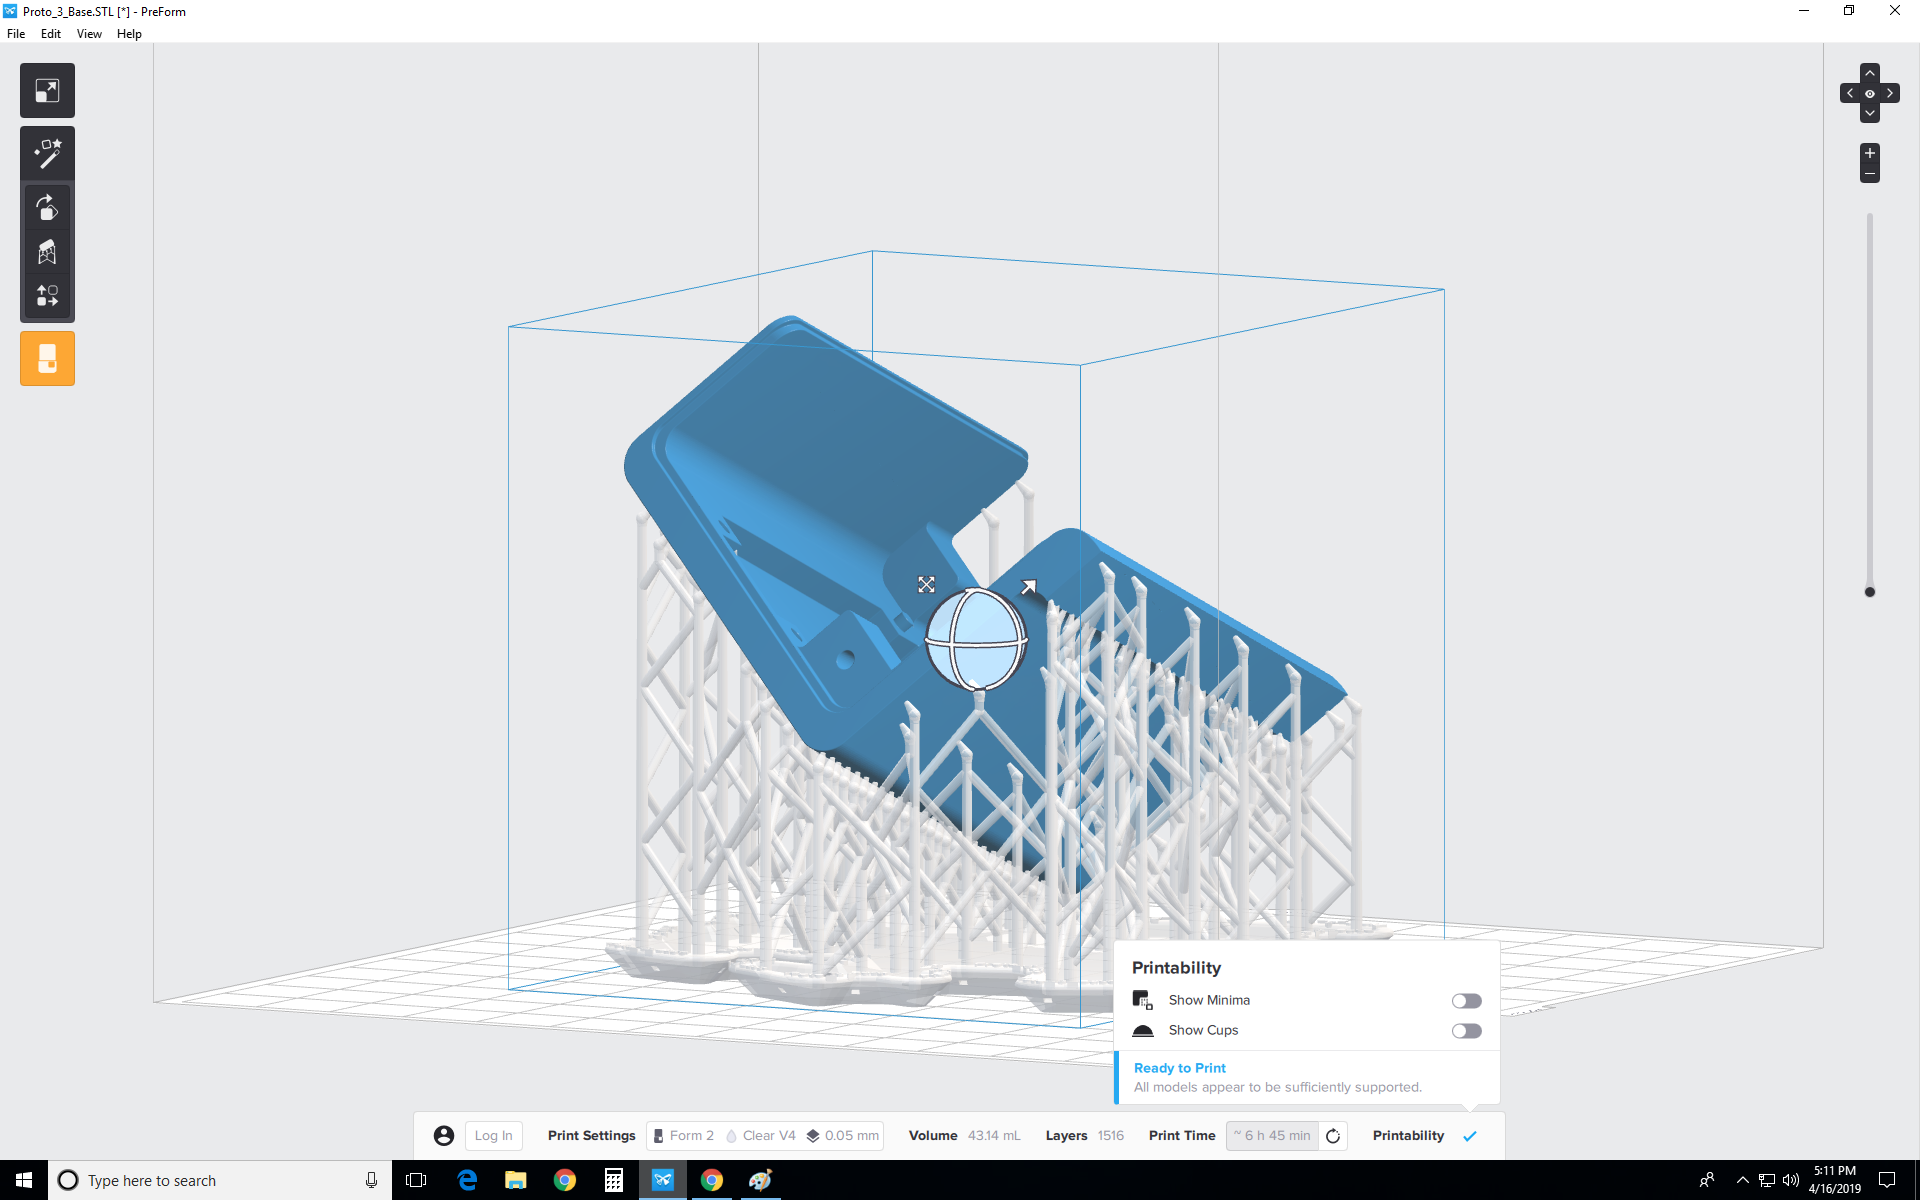 Proto_3_Base.STL [*] - PreForm
File Edit View Help
Printability
Show Minima
Show Cups
Ready to Print
All models appear to be sufficiently supported.
Log In Print Settings Form 2 Clear V4 0.05 mm Volume 43.14 mL Layers 1516 Print Time ~ 6 h 45 min Printability
Type here to search
5:11 PM
4/16/2019